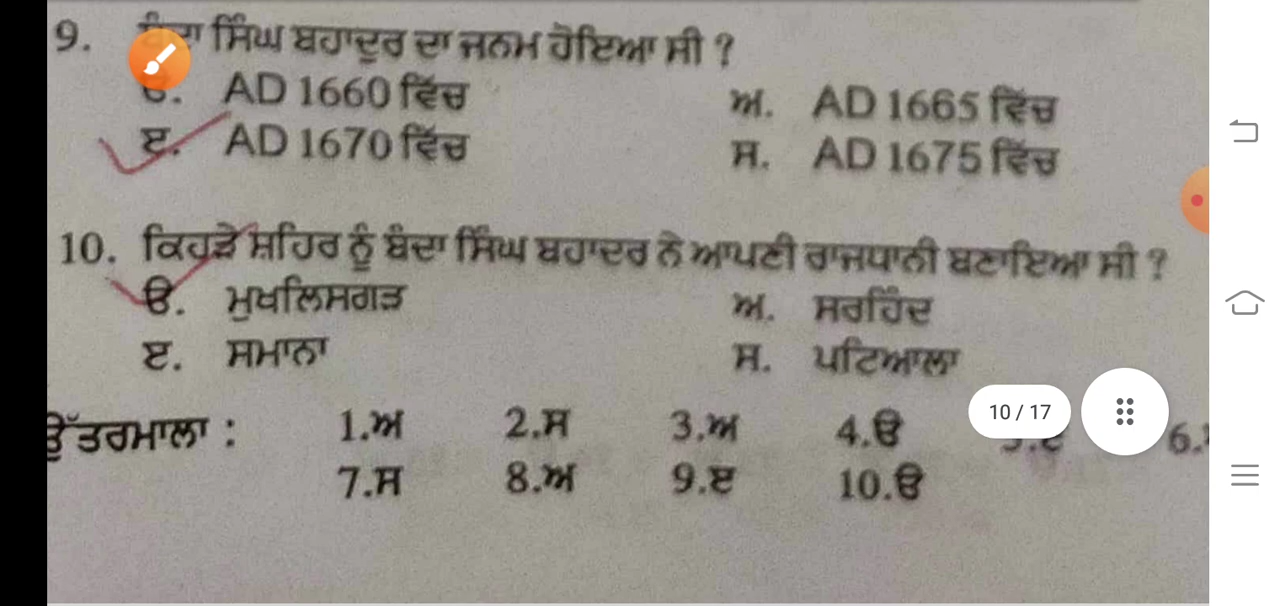 9. ਸਿੰਘ ਬਹਾਦੁਰ ਦਾ ਜਨਮ ਹੋਇਆ ਸੀ ?
AD 1660 ਵਿੱਚ ਅ. AD 1665 ਵਿੱਚ
ੲ. AD 1670 ਵਿੱਚ ਸ. AD 1675 ਵਿੱਚ
10. ਕਿਹੜੇ ਸ਼ਹਿਰ ਨੂੰ ਬੰਦਾ ਸਿੰਘ ਬਹਾਦਰ ਨੇ ਆਪਣੀ ਰਾਜਧਾਨੀ ਬਣਾਇਆ ਸੀ ?
ੳ. ਮੁਖਲਿਸਗੜ ਅ. ਸਰਹਿੰਦ
ੲ. ਸਮਾਨਾ ਸ. ਪਟਿਆਲਾ
ਉੱਤਰਮਾਲਾ : 1.ਅ 2.ਸ 3.ਅ 4.ੳ 6.
7.ਸ 8.ਅ 9.ੲ 10.ੳ
10 / 17